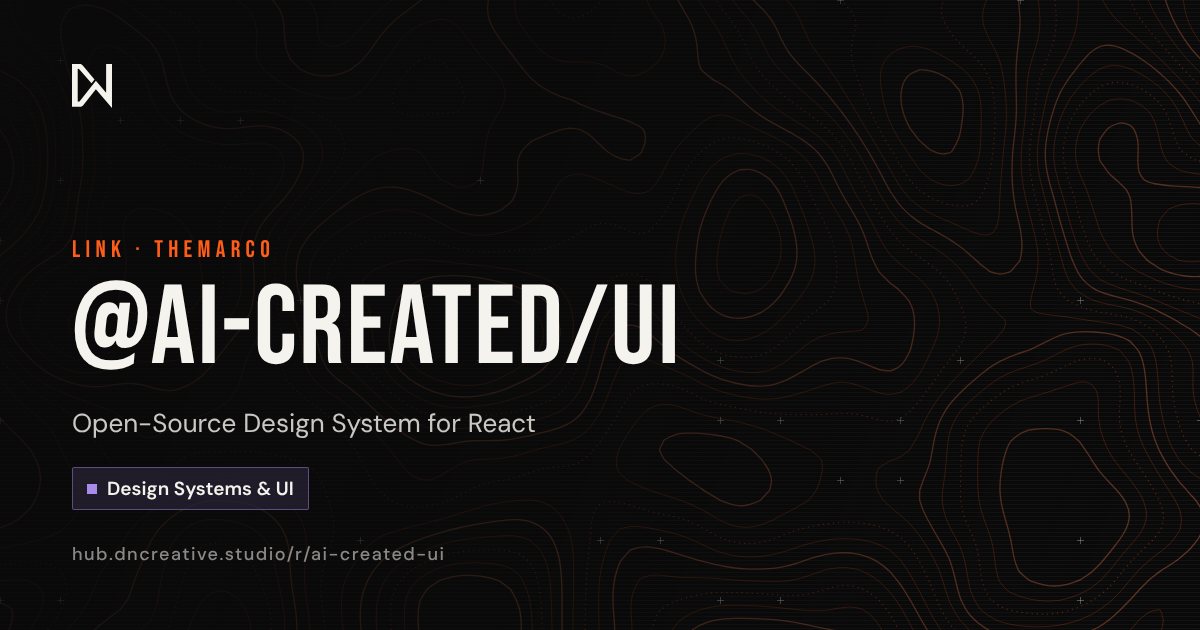 LINK · THEMARCO
@AI-CREATED/UI
Open-Source Design System for React
Design Systems & UI
hub.dncreative.studio/r/ai-created-ui